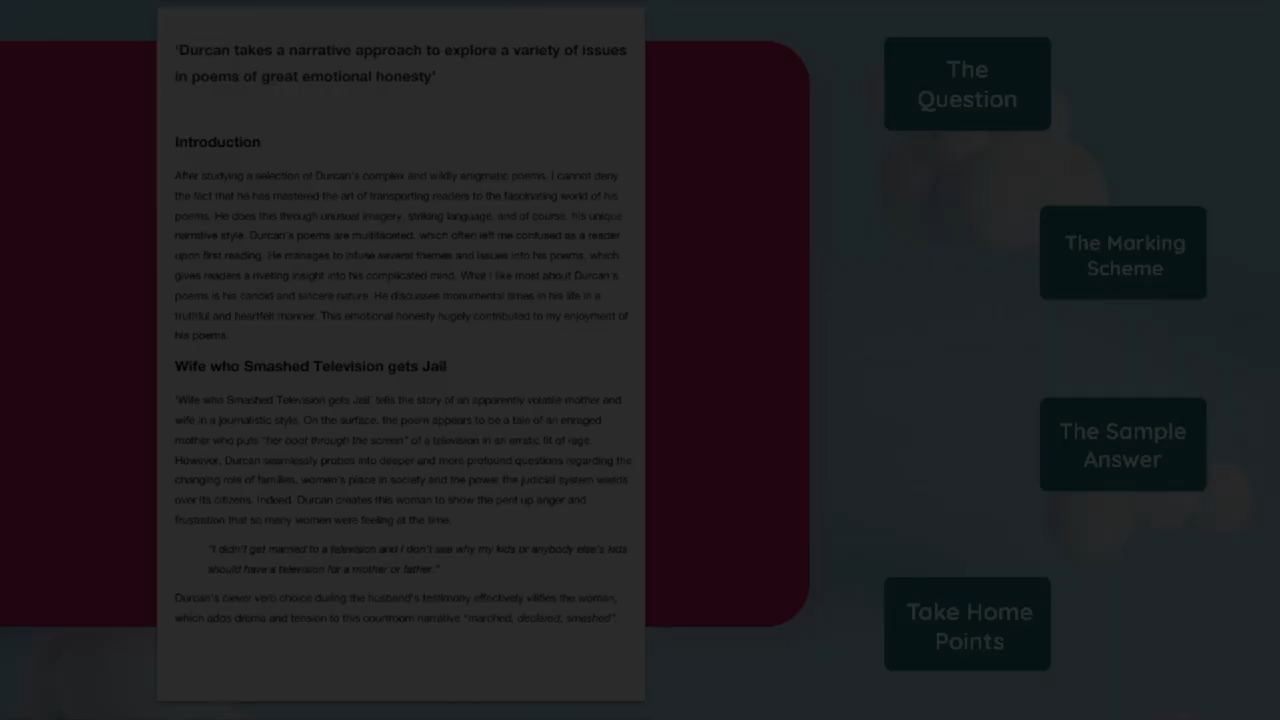 'Durcan takes a narrative approach to explore a variety of issues
in poems of great emotional honesty'
Introduction
After studying a selection of Durcan's complex and wildly enigmatic poems, I cannot deny
the fact that he has mastered the art of transporting readers to the fascinating world of his
poems. He does this through unusual imagery, striking language, and of course, his unique
narrative style. Durcan's poems are multifaceted, which often left me confused as a reader
upon first reading. He manages to infuse several themes and issues into his poems, which
gives readers a riveting insight into his complicated mind. What I like most about Durcan's
poems is his candid and sincere nature. He discusses monumental times in his life in a
truthful and heartfelt manner. This emotional honesty hugely contributed to my enjoyment of
his poems.
Wife who Smashed Television gets Jail
'Wife who Smashed Television gets Jail' tells the story of an apparently volatile mother and
wife in a journalistic style. On the surface, the poem appears to be a tale of an enraged
mother who puts "her boot through the screen" of a television in an erratic fit of rage.
However, Durcan seamlessly probes into deeper and more profound questions regarding the
changing role of families, women's place in society and the power the judicial system wields
over its citizens. Indeed, Durcan creates this woman to show the pent up anger and
frustration that so many women were feeling at the time.
"I didn't get married to a television and I don't see why my kids or anybody else's kids
should have a television for a mother or father."
Durcan's clever verb choice during the husband's testimony effectively vilifies the woman,
which adds drama and tension to this courtroom narrative "marched, declared, smashed".
The
Question
The Marking
Scheme
The Sample
Answer
Take Home
Points